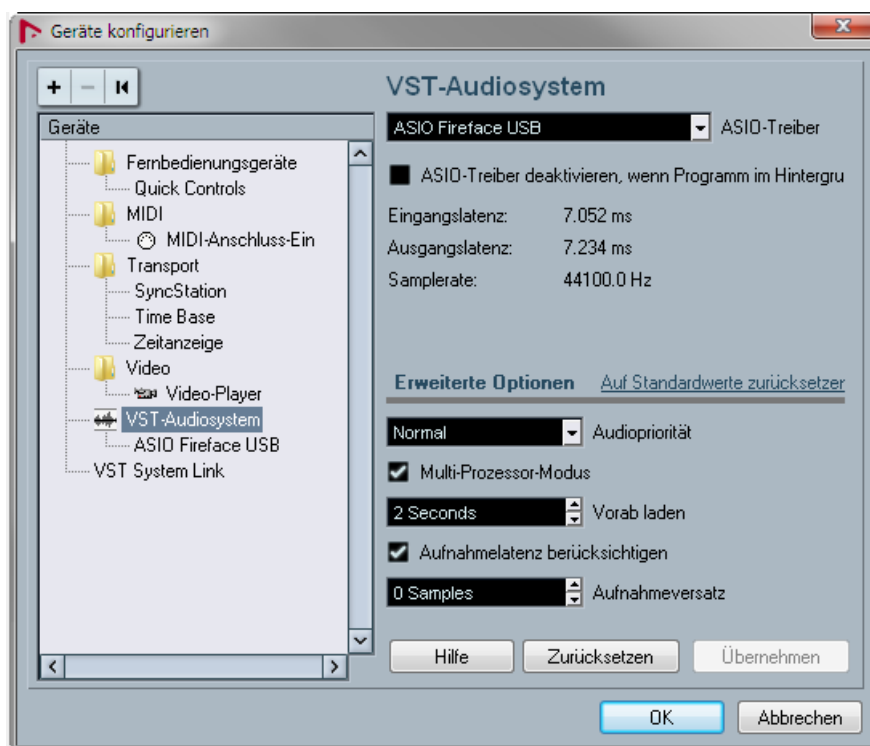 Geräte konfigurieren
Geräte
Fernbedienungsgeräte
Quick Controls
MIDI
MIDI-Anschluss-Ein
Transport
SyncStation
Time Base
Zeitanzeige
Video
Video-Player
VST-Audiosystem
ASIO Fireface USB
VST System Link
VST-Audiosystem
ASIO Fireface USB ASIO-Treiber
ASIO-Treiber deaktivieren, wenn Programm im Hintergru
Eingangslatenz: 7.052 ms
Ausgangslatenz: 7.234 ms
Samplerate: 44100.0 Hz
Erweiterte Optionen Auf Standardwerte zurücksetzer
Normal Audiopriorität
Multi-Prozessor-Modus
2 Seconds Vorab laden
Aufnahmelatenz berücksichtigen
0 Samples Aufnahmeversatz
Hilfe Zurücksetzen Übernehmen
OK Abbrechen